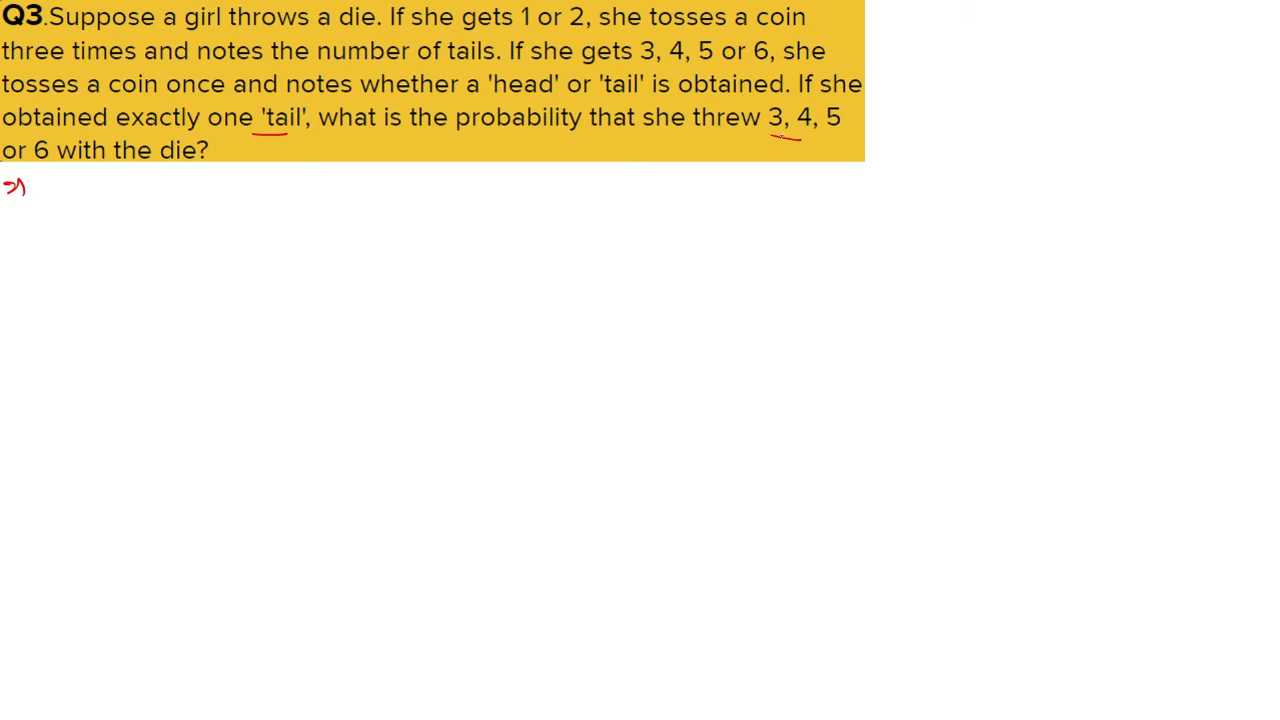 Q3.Suppose a girl throws a die. If she gets 1 or 2, she tosses a coin
three times and notes the number of tails. If she gets 3, 4, 5 or 6, she
tosses a coin once and notes whether a 'head' or 'tail' is obtained. If she
obtained exactly one 'tail', what is the probability that she threw 3, 4, 5
or 6 with the die?